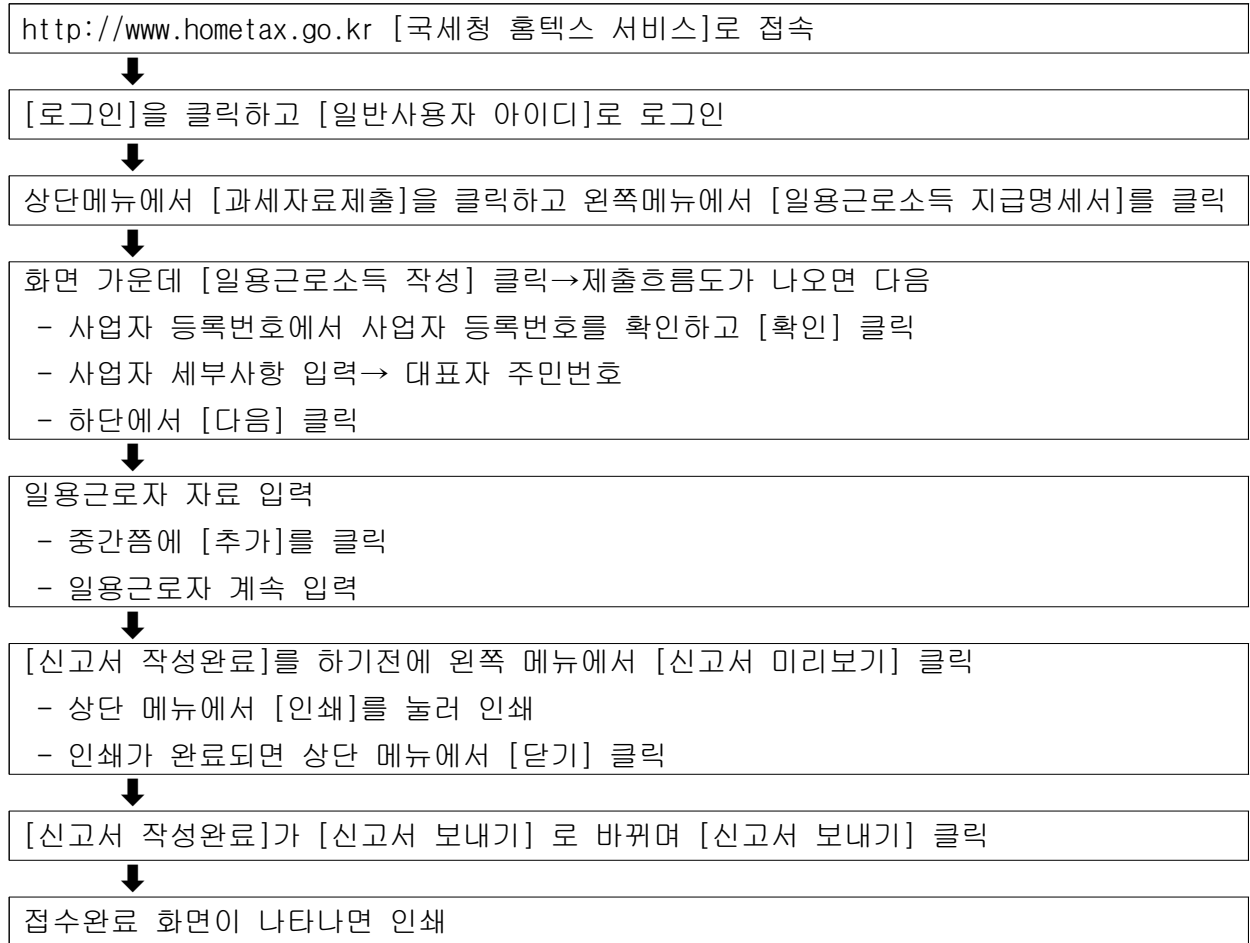 http://www.hometax.go.kr [국세청 홈텍스 서비스]로 접속
[로그인]을 클릭하고 [일반사용자 아이디]로 로그인
상단메뉴에서 [과세자료제출]을 클릭하고 왼쪽메뉴에서 [일용근로소득 지급명세서]를 클릭
화면 가운데 [일용근로소득 작성] 클릭→제출흐름도가 나오면 다음
- 사업자 등록번호에서 사업자 등록번호를 확인하고 [확인] 클릭
- 사업자 세부사항 입력→ 대표자 주민번호
- 하단에서 [다음] 클릭
일용근로자 자료 입력
- 중간쯤에 [추가]를 클릭
- 일용근로자 계속 입력
[신고서 작성완료]를 하기전에 왼쪽 메뉴에서 [신고서 미리보기] 클릭
- 상단 메뉴에서 [인쇄]를 눌러 인쇄
- 인쇄가 완료되면 상단 메뉴에서 [닫기] 클릭
[신고서 작성완료]가 [신고서 보내기] 로 바뀌며 [신고서 보내기] 클릭
접수완료 화면이 나타나면 인쇄